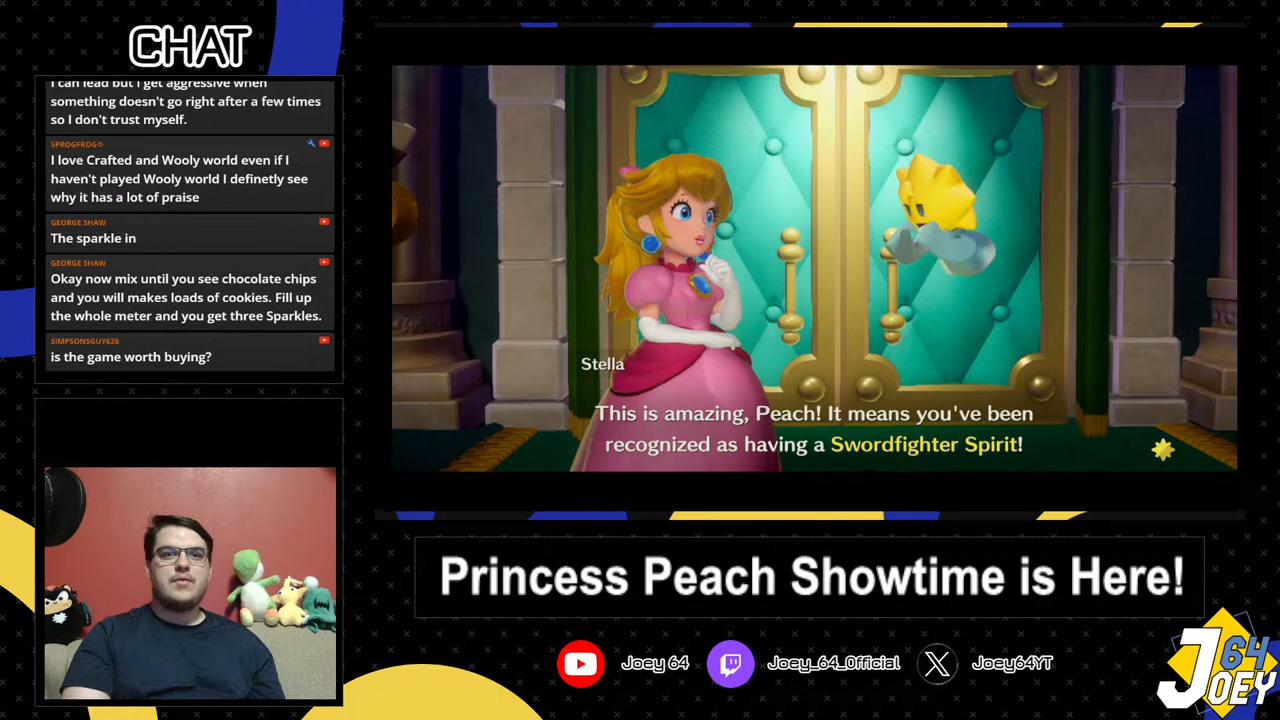 CHAT
I can lead but I get aggressive when
something doesn't go right after a few times
so I don't trust myself.
SPROGFROG
I love Crafted and Wooly world even if I
haven't played Wooly world I definetly see
why it has a lot of praise
GEORGE SHAW
The sparkle in
GEORGE SHAW
Okay now mix until you see chocolate chips
and you will makes loads of cookies. Fill up
the whole meter and you get three Sparkles.
SIMPSONSGUY628
is the game worth buying?
Stella
This is amazing, Peach! It means you've been
recognized as having a Swordfighter Spirit!
Princess Peach Showtime is Here!
Joey 64
Joey_64_Official
Joey64YT
64
JOEY